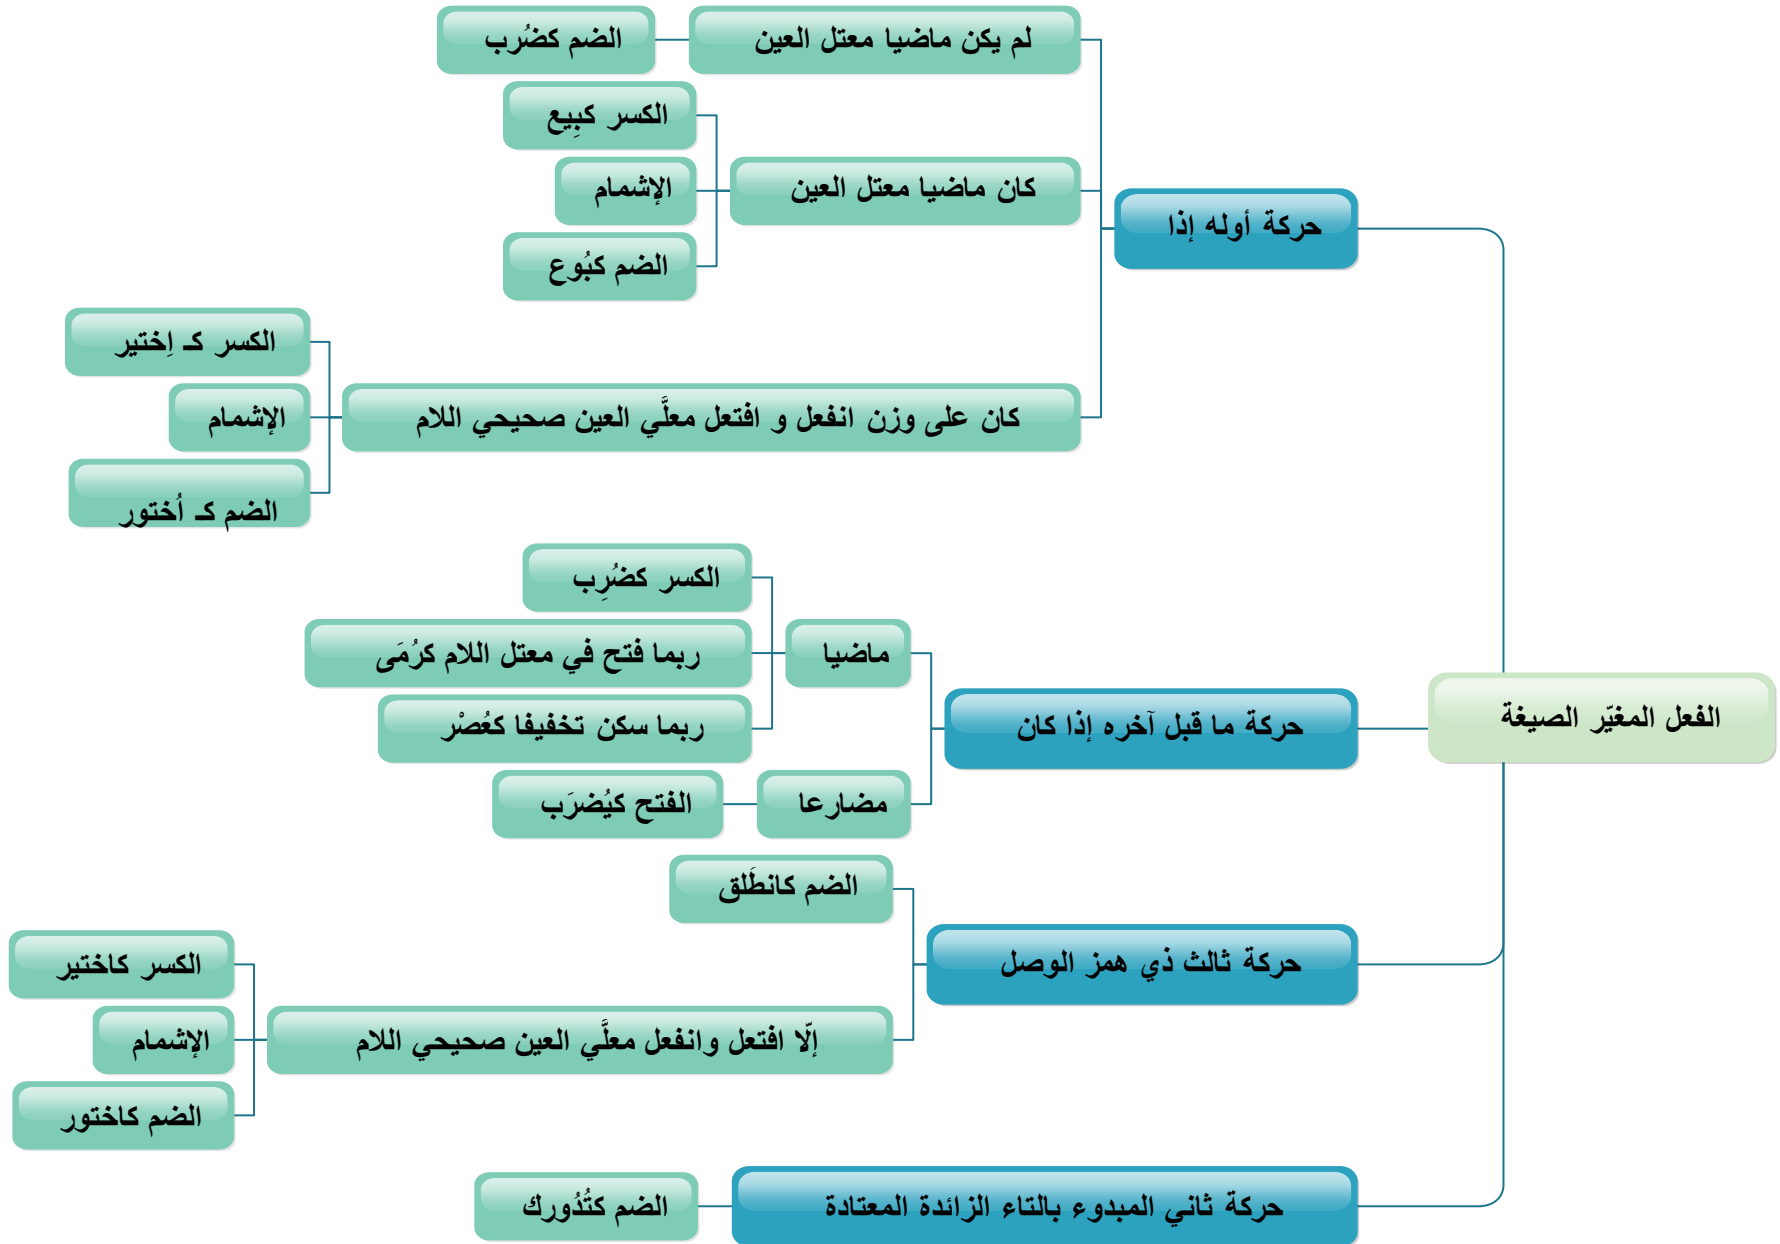 الفعل المغيّر الصيغة
حركة أوله إذا
لم يكن ماضيا معتل العين
الضم كضُرب
كان ماضيا معتل العين
الكسر كبِيع
الإشمام
الضم كبُوع
كان على وزن انفعل و افتعل معلَّي العين صحيحي اللام
الكسر كـ اِختير
الإشمام
الضم كـ اُختور
حركة ما قبل آخره إذا كان
ماضيا
الكسر كضُرِب
ربما فتح في معتل اللام كرُمَى
ربما سكن تخفيفا كعُصْر
مضارعا
الفتح كيُضرَب
حركة ثالث ذي همز الوصل
الضم كانطُلق
إلّا افتعل وانفعل معلَّي العين صحيحي اللام
الكسر كاختير
الإشمام
الضم كاختور
حركة ثاني المبدوء بالتاء الزائدة المعتادة
الضم كتُدُورك